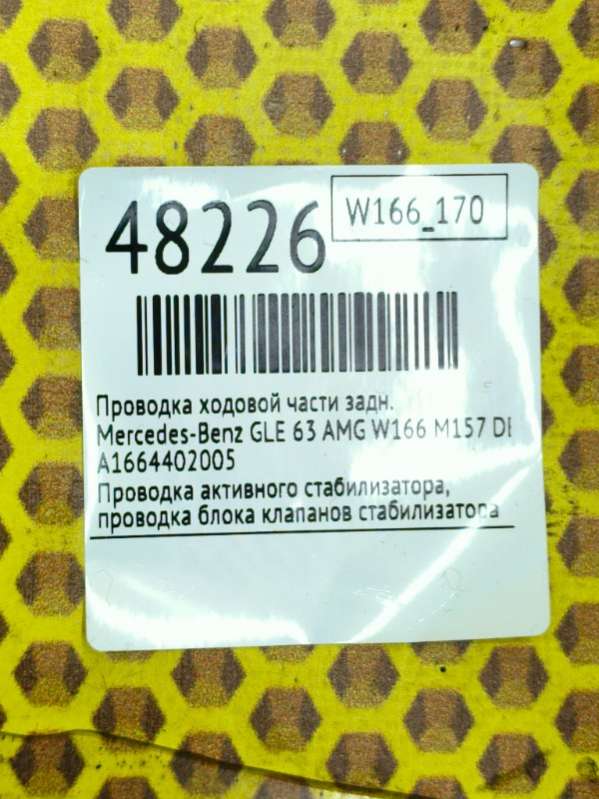 48226
W166_170
Проводка ходовой части задн.
Mercedes-Benz GLE 63 AMG W166 M157 DE
A1664402005
Проводка активного стабилизатора,
проводка блока клапанов стабилизатора